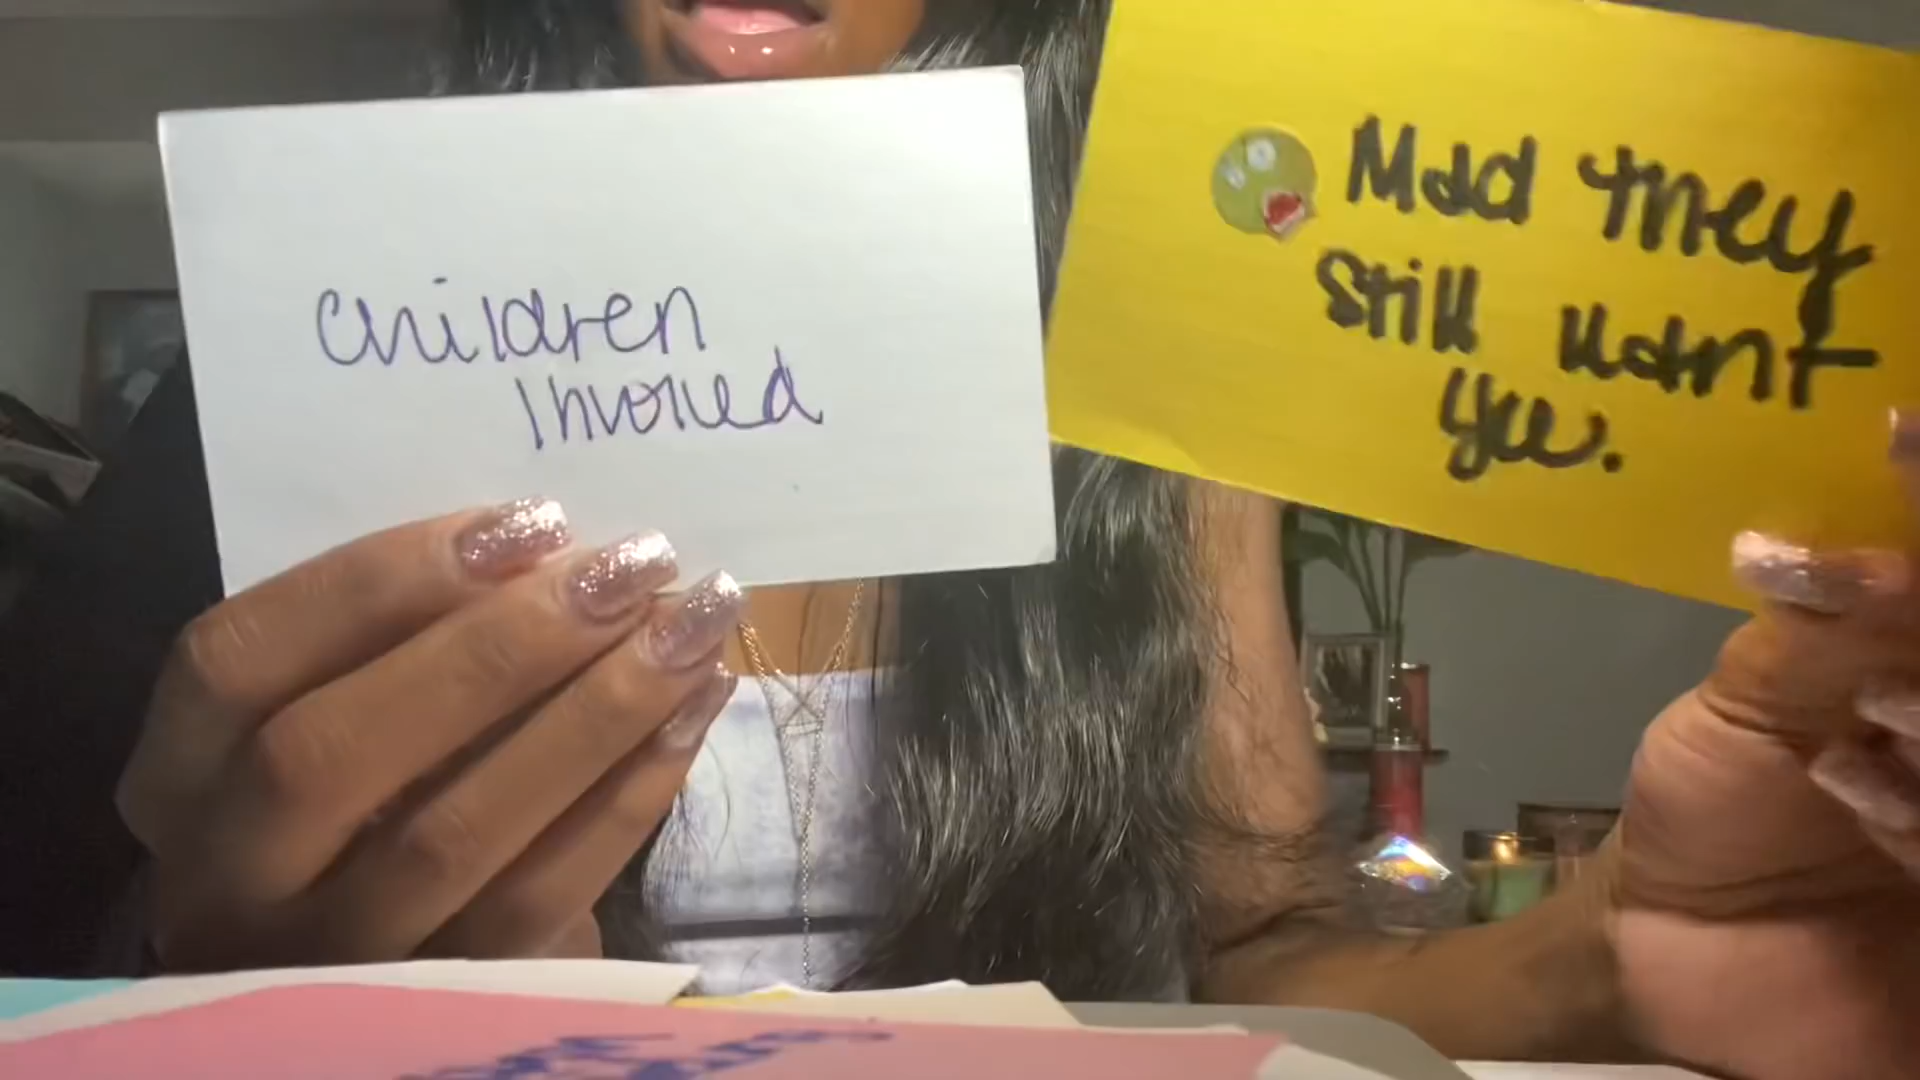 Children
Involved
Mad they
still want
you.